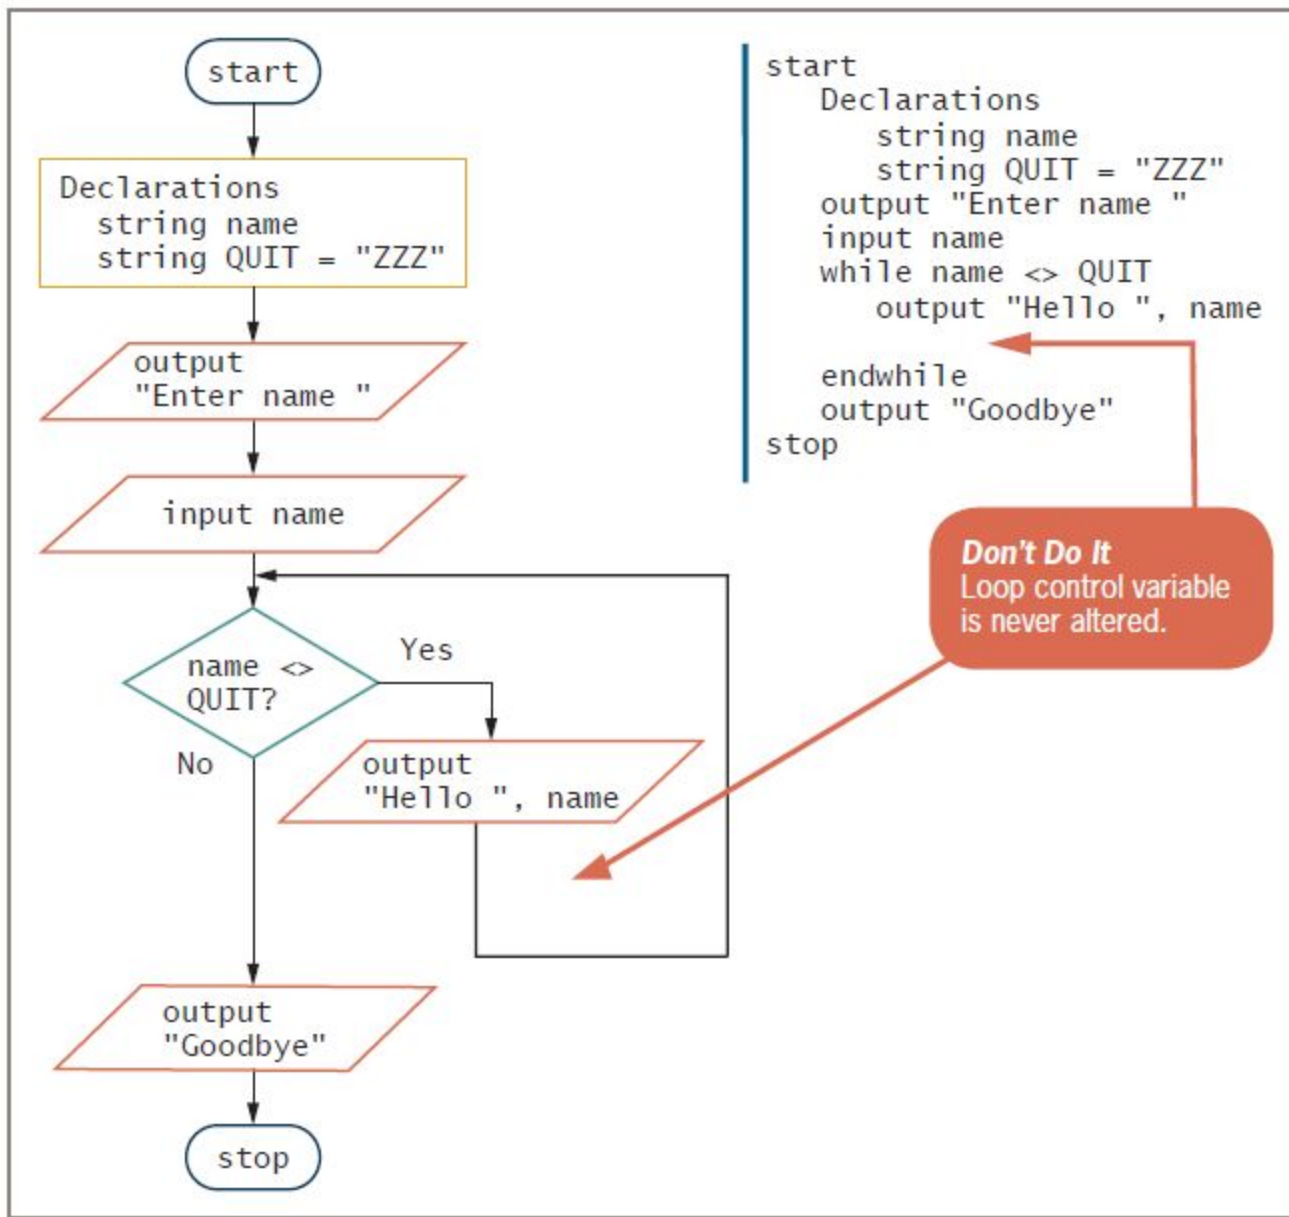 start
Declarations
string name
string QUIT = "ZZZ"
output
"Enter name "
input name
name <>
QUIT?
Yes
No
output
"Hello ", name
output
"Goodbye"
stop
start
Declarations
string name
string QUIT = "ZZZ"
output "Enter name "
input name
while name <> QUIT
output "Hello ", name
endwhile
output "Goodbye"
stop
Don't Do It
Loop control variable
is never altered.